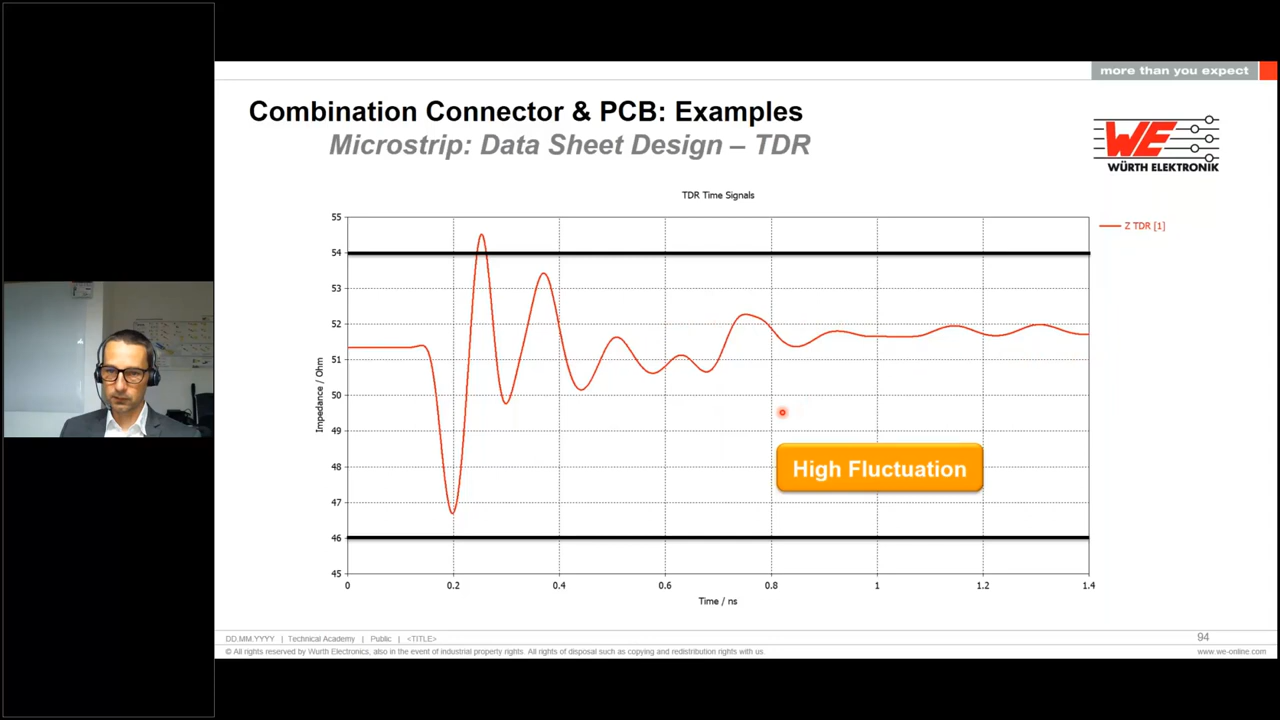 more than you expect
Combination Connector & PCB: Examples
Microstrip: Data Sheet Design – TDR
WE
WÜRTH ELEKTRONIK
TDR Time Signals
Z TDR [1]
55
54
53
52
51
50
49
48
47
46
45
Impedance / Ohm
High Fluctuation
0 0.2 0.4 0.6 0.8 1 1.2 1.4
Time / ns
DD.MM.YYYY | Technical Academy | Public | <TITLE>
94
© All rights reserved by Wurth Electronics, also in the event of industrial property rights. All rights of disposal such as copying and redistribution rights with us.
www.we-online.com